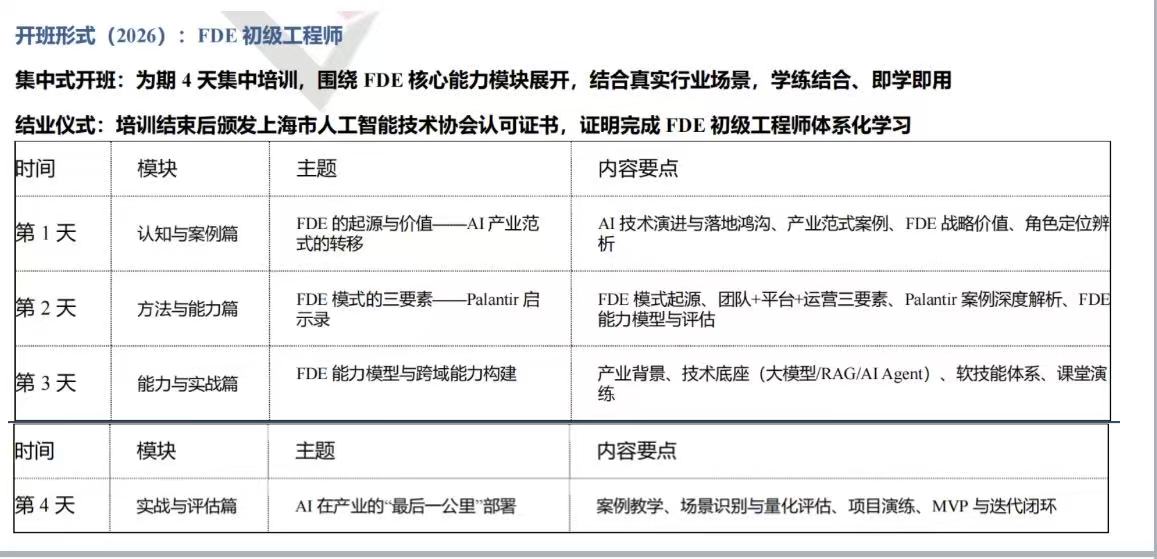 开班形式（2026）：FDE 初级工程师
集中式开班：为期 4 天集中培训，围绕 FDE 核心能力模块展开，结合真实行业场景，学练结合、即学即用
结业仪式：培训结束后颁发上海市人工智能技术协会认可证书，证明完成 FDE 初级工程师体系化学习
时间 模块 主题 内容要点
第 1 天 认知与案例篇 FDE 的起源与价值——AI 产业范
式的转移
AI 技术演进与落地鸿沟、产业范式案例、FDE 战略价值、角色定位辨
析
第 2 天 方法与能力篇 FDE 模式的三要素——Palantir 启
示录
FDE 模式起源、团队+平台+运营三要素、Palantir 案例深度解析、FDE
能力模型与评估
第 3 天 能力与实战篇 FDE 能力模型与跨域能力构建
产业背景、技术底座（大模型/RAG/AI Agent）、软技能体系、课堂演
练
时间 模块 主题 内容要点
第 4 天 实战与评估篇 AI 在产业的“最后一公里”部署 案例教学、场景识别与量化评估、项目演练、MVP 与迭代闭环